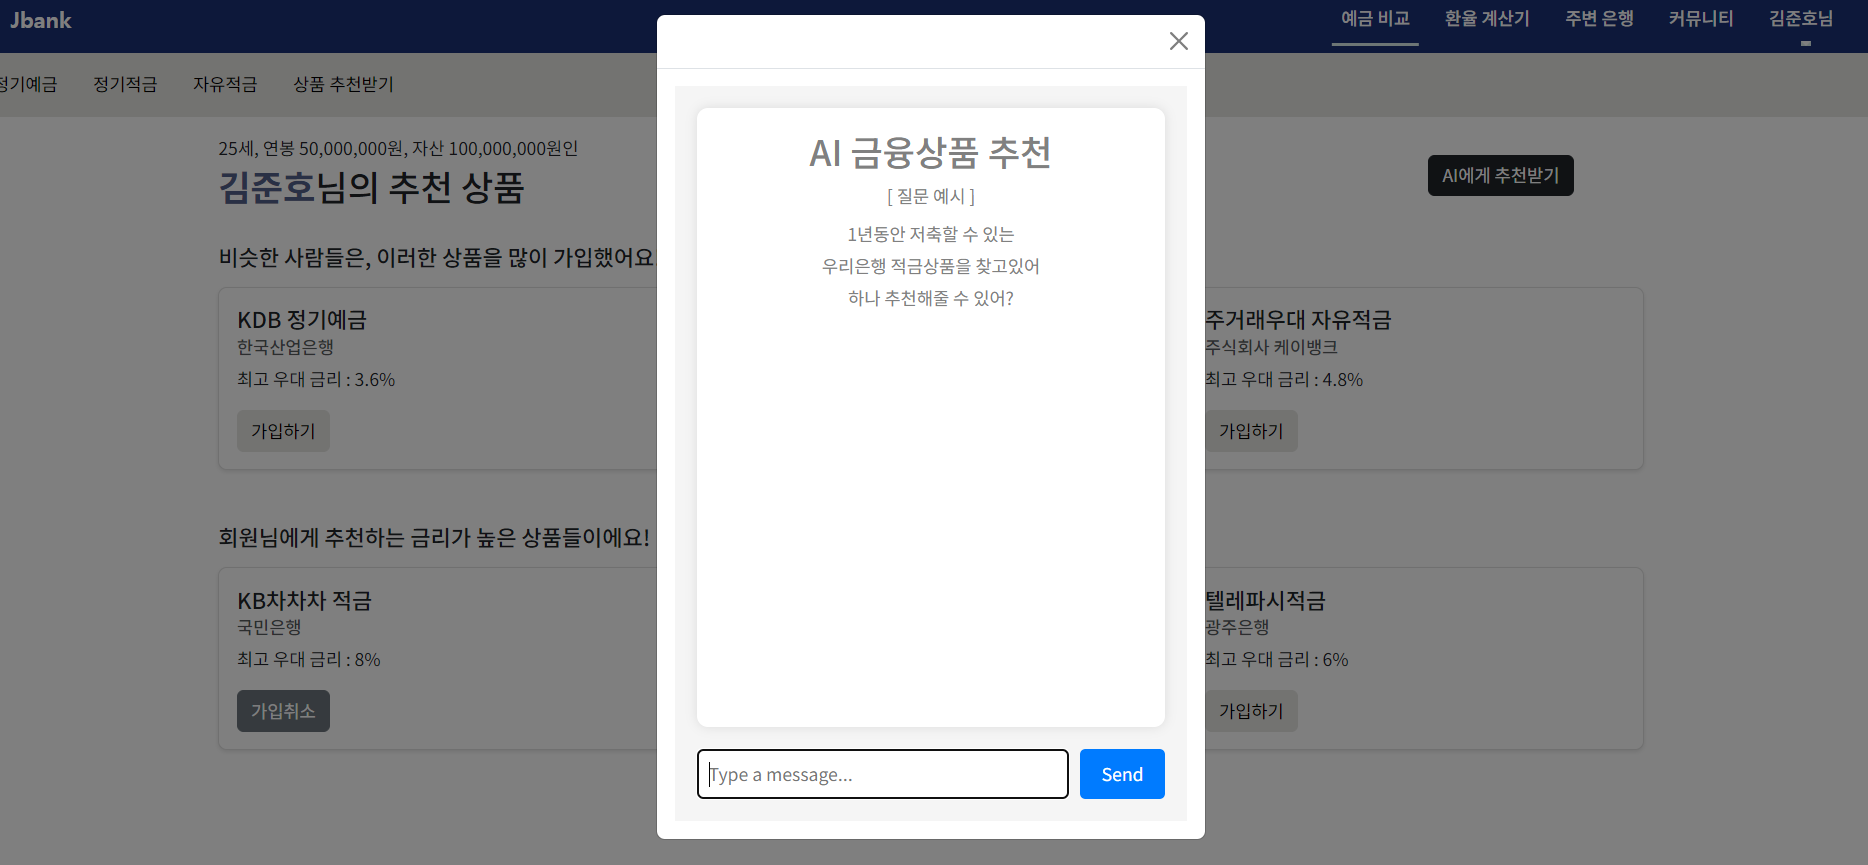 Jbank
예금 비교
환율 계산기
주변 은행
커뮤니티
김준호님
정기예금
정기적금
자유적금
상품 추천받기
25세, 연봉 50,000,000원, 자산 100,000,000원인
김준호님의 추천 상품
AI에게 추천받기
비슷한 사람들은, 이러한 상품을 많이 가입했어요
KDB 정기예금
한국산업은행
최고 우대 금리 : 3.6%
가입하기
주거래우대 자유적금
주식회사 케이뱅크
최고 우대 금리 : 4.8%
가입하기
회원님에게 추천하는 금리가 높은 상품들이에요!
KB차차차 적금
국민은행
최고 우대 금리 : 8%
가입취소
텔레파시적금
광주은행
최고 우대 금리 : 6%
가입하기
AI 금융상품 추천
[ 질문 예시 ]
1년동안 저축할 수 있는
우리은행 적금상품을 찾고있어
하나 추천해줄 수 있어?
Type a message...
Send